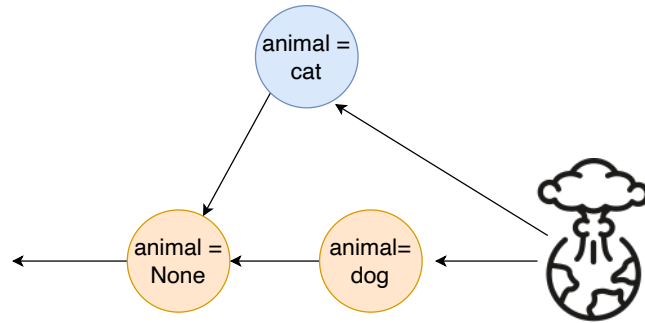 animal =
cat
animal =
None
animal=
dog